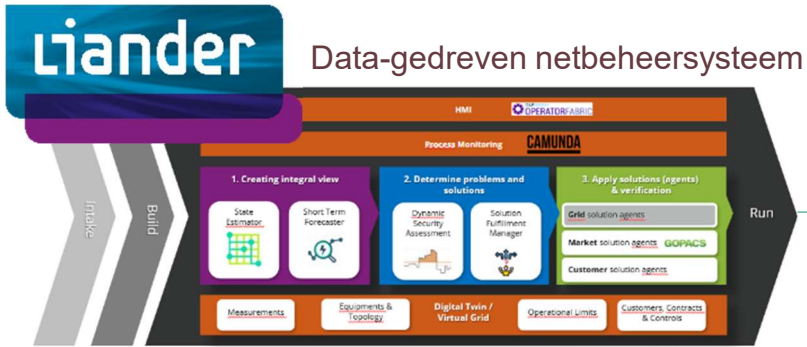 Liander
Data-gedreven netbeheersysteem
HMI
OPERATORFABRIC
Process Monitoring
CAMUNDA
Intake
Build
1. Creating integral view
State
Estimator
Short Term
Forecaster
2. Determine problems and
solutions
Dynamic
Security
Assessment
Solution
Fulfillment
Manager
3. Apply solutions (agents)
& verification
Grid solution agents
Market solution agents GOPACS
Customer solution agents
Run
Measurements
Equipments &
Topology
Digital Twin /
Virtual Grid
Operational Limits
Customers, Contracts
& Controls